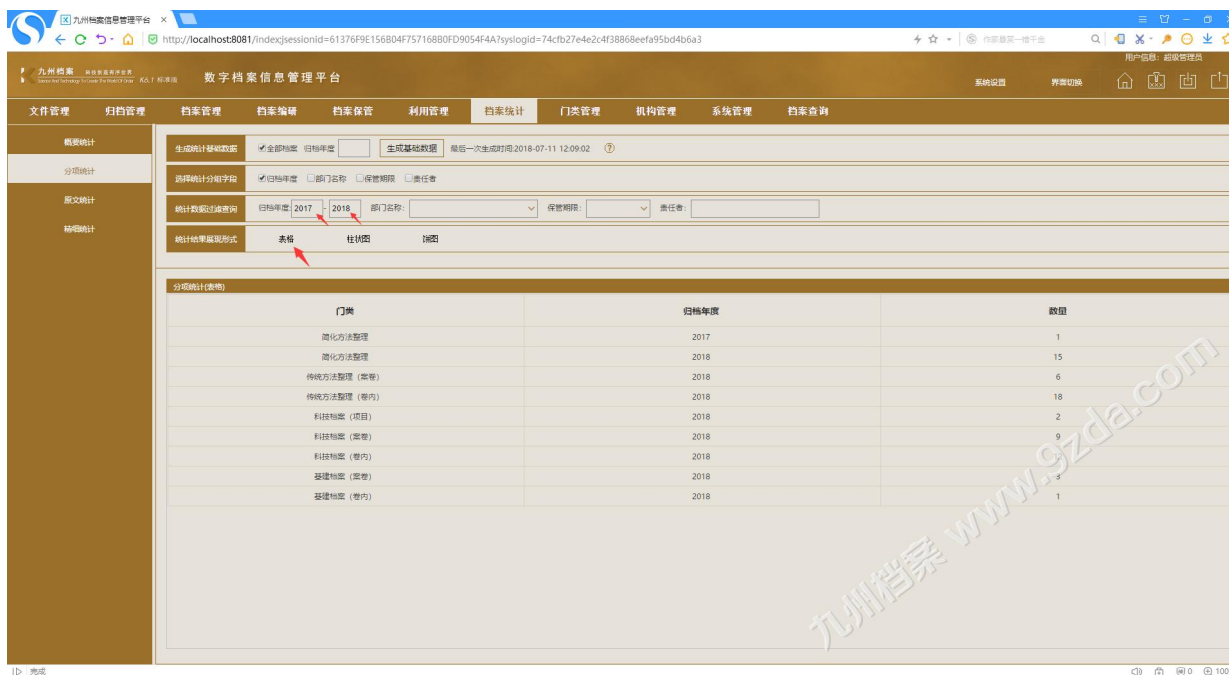 九州档案信息管理平台
http://localhost:8081/index;jsessionid=61376F9E156B04F757168B0FD9054F4A?syslogid=74cfb27e4e2c4f38868eefa95bd4b6a3
用户信息：超级管理员
九州档案 科技创造有序世界
K6.1 标准版
数字档案信息管理平台
系统设置 界面切换
文件管理 归档管理 档案管理 档案编研 档案保管 利用管理 档案统计 门类管理 机构管理 系统管理 档案查询
概要统计
分项统计
原文统计
生成统计基础数据 全部档案 归档年度 生成基础数据 最后一次生成时间:2018-07-11 12:09:02
选择统计分组字段 归档年度 部门名称 保管期限 责任者
统计数据过滤查询 归档年度: 2017 - 2018 部门名称: 保管期限: 责任者:
统计结果展现形式 表格 柱状图 饼图
分项统计(表格)
门类 归档年度 数量
简化方法整理 2017 1
简化方法整理 2018 15
传统方法整理（案卷） 2018 6
传统方法整理（卷内） 2018 18
科技档案（项目） 2018 2
科技档案（案卷） 2018 9
科技档案（卷内） 2018
基建档案（案卷） 2018 3
基建档案（卷内） 2018 1
九州档案 www.9zda.com
完成
0 100